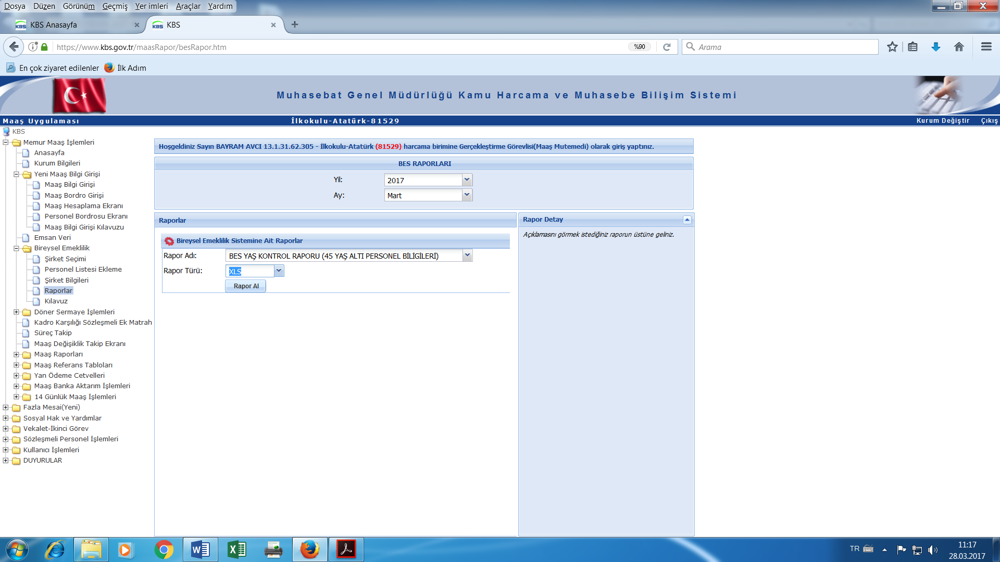 Dosya Düzen Görünüm Geçmiş Yer imleri Araçlar Yardım
KBS Anasayfa
KBS
https://www.kbs.gov.tr/maasRapor/besRapor.htm
%90
Arama
En çok ziyaret edilenler
İlk Adım
Muhasebat Genel Müdürlüğü Kamu Harcama ve Muhasebe Bilişim Sistemi
Maaş Uygulaması
İlkokulu-Atatürk-81529
Kurum Değiştir
Çıkış
KBS
Memur Maaş İşlemleri
Anasayfa
Kurum Bilgileri
Yeni Maaş Bilgi Girişi
Maaş Bilgi Girişi
Maaş Bordro Girişi
Maaş Hesaplama Ekranı
Personel Bordrosu Ekranı
Maaş Bilgi Girişi Kılavuzu
Emsan Veri
Bireysel Emeklilik
Şirket Seçimi
Personel Listesi Ekleme
Şirket Bilgileri
Raporlar
Kılavuz
Döner Sermaye İşlemleri
Kadro Karşılığı Sözleşmeli Ek Matrah
Süreç Takip
Maaş Değişiklik Takip Ekranı
Maaş Raporları
Maaş Referans Tabloları
Yan Ödeme Cetvelleri
Maaş Banka Aktarım İşlemleri
14 Günlük Maaş İşlemleri
Fazla Mesai(Yeni)
Sosyal Hak ve Yardımlar
Vekalet-İkinci Görev
Sözleşmeli Personel İşlemleri
Kullanıcı İşlemleri
DUYURULAR
Hoşgeldiniz Sayın BAYRAM AVCI 13.1.31.62.305 - İlkokulu-Atatürk (81529) harcama birimine Gerçekleştirme Görevlisi(Maaş Mutemedi) olarak giriş yaptınız.
BES RAPORLARI
Yil: 2017
Ay: Mart
Raporlar
Bireysel Emeklilik Sistemine Ait Raporlar
Rapor Adı: BES YAŞ KONTROL RAPORU (45 YAŞ ALTI PERSONEL BİLİGİLERİ)
Rapor Türü: XLS
Rapor Al
Rapor Detay
Açıklamasını görmek istediğiniz raporun üstüne geliniz.
TR
11:17
28.03.2017